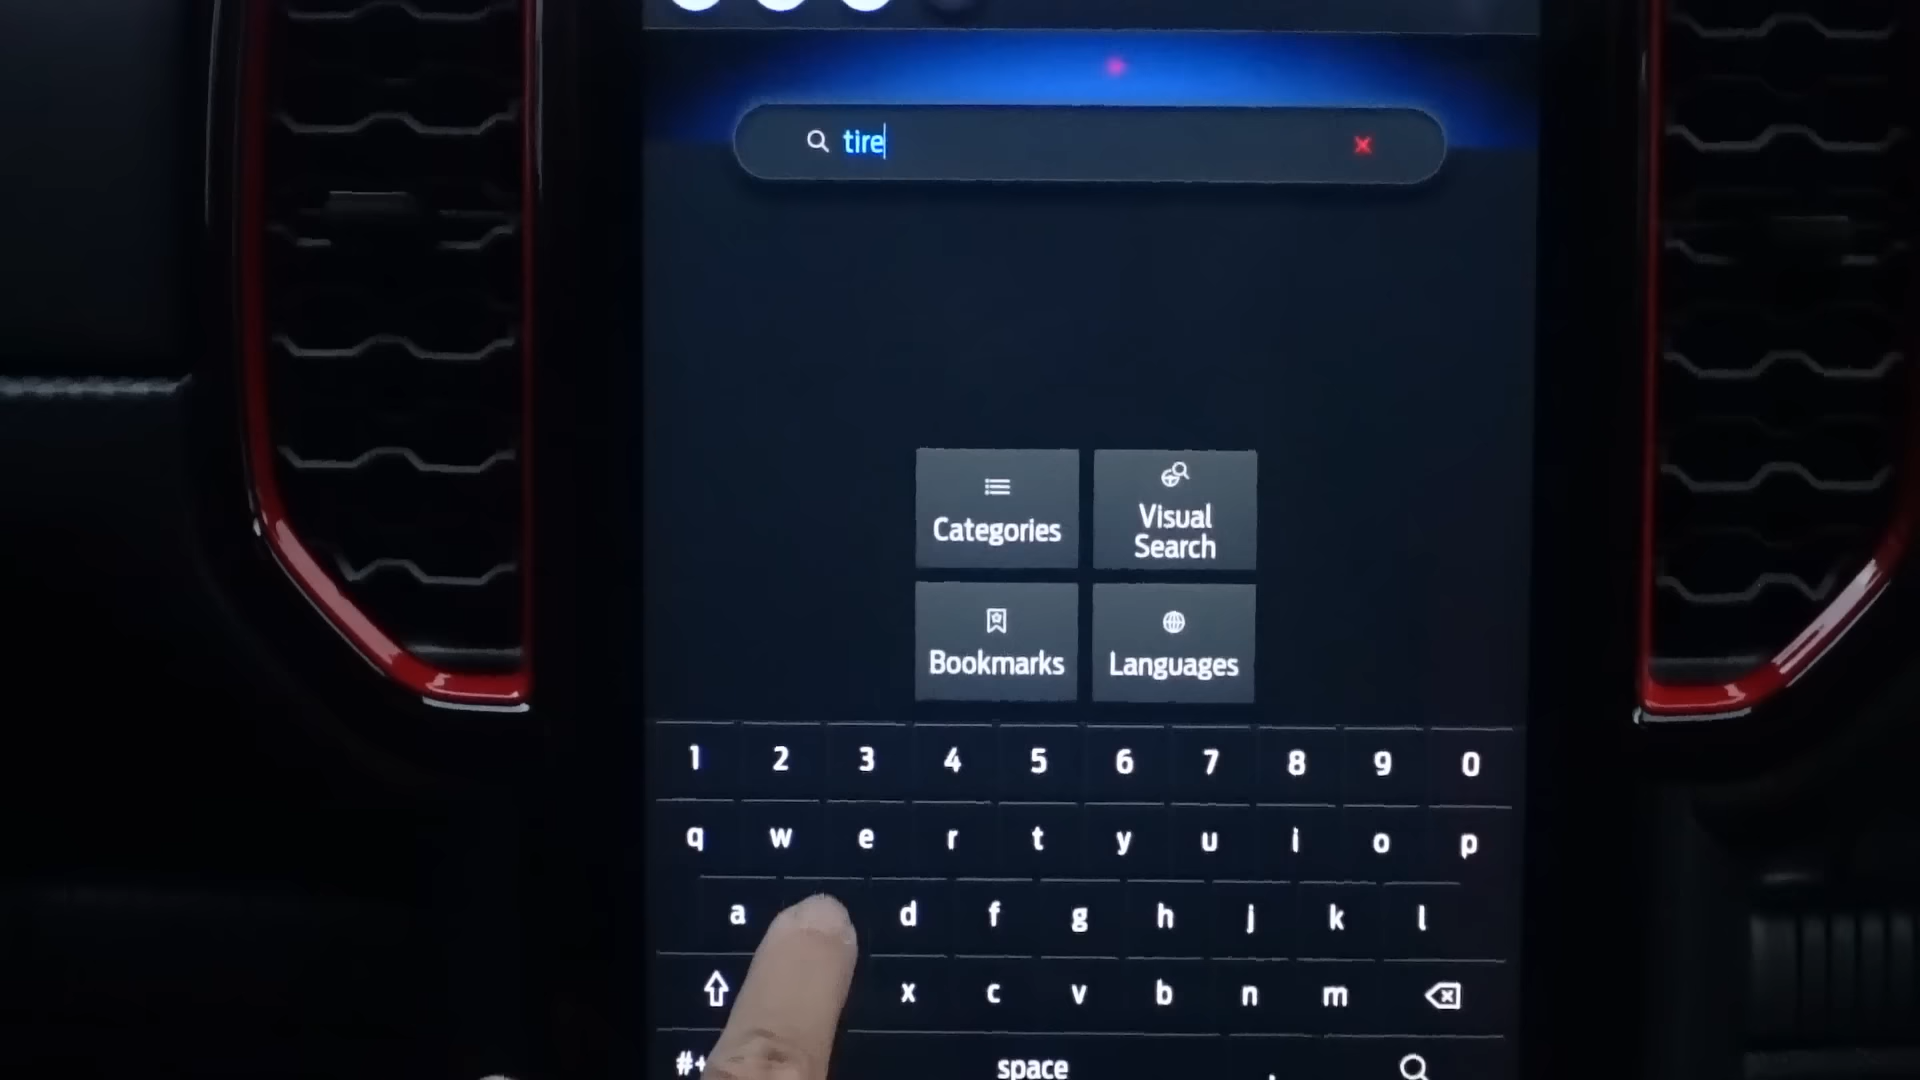 tire
Categories
Visual
Search
Bookmarks
Languages
1 2 3 4 5 6 7 8 9 0
q w e r t y u i o p
a d f g h j k l
x c v b n m
#+ space ,